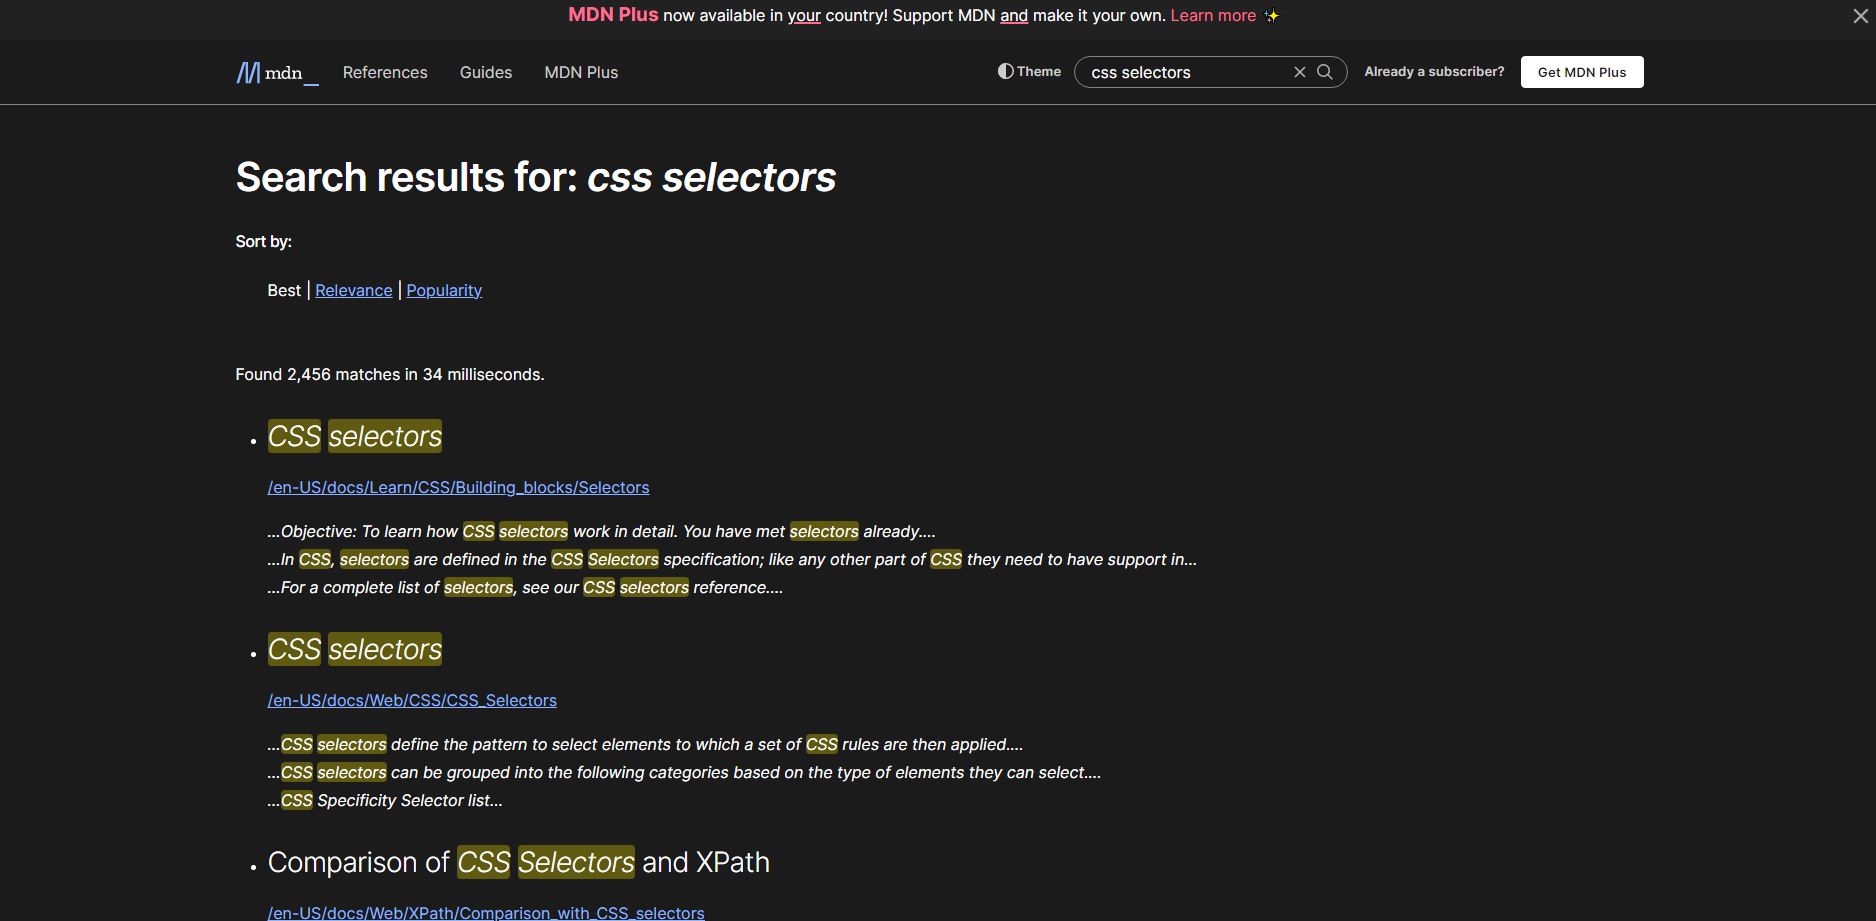 MDN Plus now available in your country! Support MDN and make it your own. Learn more ✨
mdn_ References Guides MDN Plus Theme css selectors Already a subscriber? Get MDN Plus
Search results for: css selectors
Sort by:
Best | Relevance | Popularity
Found 2,456 matches in 34 milliseconds.
• CSS selectors
/en-US/docs/Learn/CSS/Building_blocks/Selectors
...Objective: To learn how CSS selectors work in detail. You have met selectors already....
...In CSS, selectors are defined in the CSS Selectors specification; like any other part of CSS they need to have support in...
...For a complete list of selectors, see our CSS selectors reference....
• CSS selectors
/en-US/docs/Web/CSS/CSS_Selectors
...CSS selectors define the pattern to select elements to which a set of CSS rules are then applied....
...CSS selectors can be grouped into the following categories based on the type of elements they can select....
...CSS Specificity Selector list...
• Comparison of CSS Selectors and XPath
/en-US/docs/Web/XPath/Comparison_with_CSS_selectors